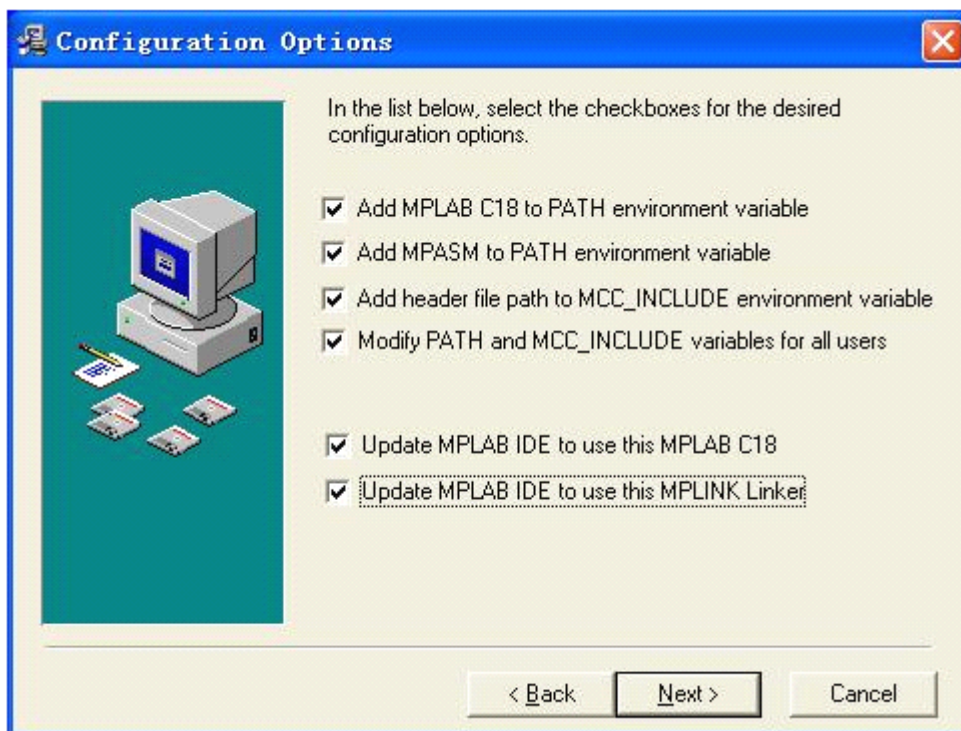 Configuration Options
In the list below, select the checkboxes for the desired
configuration options.
Add MPLAB C18 to PATH environment variable
Add MPASM to PATH environment variable
Add header file path to MCC_INCLUDE environment variable
Modify PATH and MCC_INCLUDE variables for all users
Update MPLAB IDE to use this MPLAB C18
Update MPLAB IDE to use this MPLINK Linker
< Back
Next >
Cancel